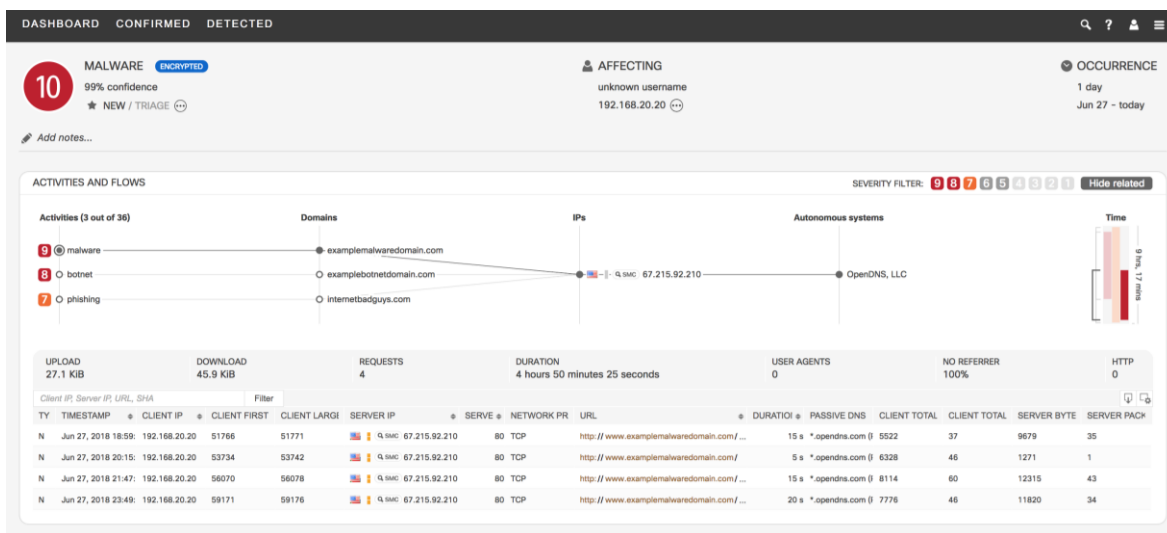 DASHBOARD CONFIRMED DETECTED
10
MALWARE ENCRYPTED
99% confidence
NEW / TRIAGE
AFFECTING
unknown username
192.168.20.20
OCCURRENCE
1 day
Jun 27 - today
Add notes...
ACTIVITIES AND FLOWS
SEVERITY FILTER: 9 8 7 6 5 4 3 2 1 Hide related
Activities (3 out of 36) Domains IPs Autonomous systems Time
9 malware examplemalwaredomain.com
8 botnet examplebotnetdomain.com SMC 67.215.92.210 OpenDNS, LLC
7 phishing internetbadguys.com
9 hrs, 17 mins
UPLOAD DOWNLOAD REQUESTS DURATION USER AGENTS NO REFERRER HTTP
27.1 KiB 45.9 KiB 4 4 hours 50 minutes 25 seconds 0 100% 0
Client IP, Server IP, URL, SHA Filter
TY TIMESTAMP CLIENT IP CLIENT FIRST CLIENT LARGI SERVER IP SERVE NETWORK PR URL DURATIOI PASSIVE DNS CLIENT TOTAL CLIENT TOTAL SERVER BYTE SERVER PACK
N Jun 27, 2018 18:59: 192.168.20.20 51766 51771 SMC 67.215.92.210 80 TCP http://www.examplemalwaredomain.com/... 15 s *.opendns.com (I 5522 37 9679 35
N Jun 27, 2018 20:15: 192.168.20.20 53734 53742 SMC 67.215.92.210 80 TCP http://www.examplemalwaredomain.com/ 5 s *.opendns.com (I 6328 46 1271 1
N Jun 27, 2018 21:47: 192.168.20.20 56070 56078 SMC 67.215.92.210 80 TCP http://www.examplemalwaredomain.com/... 15 s *.opendns.com (I 8114 60 12315 43
N Jun 27, 2018 23:49: 192.168.20.20 59171 59176 SMC 67.215.92.210 80 TCP http://www.examplemalwaredomain.com/... 20 s *.opendns.com (I 7776 46 11820 34